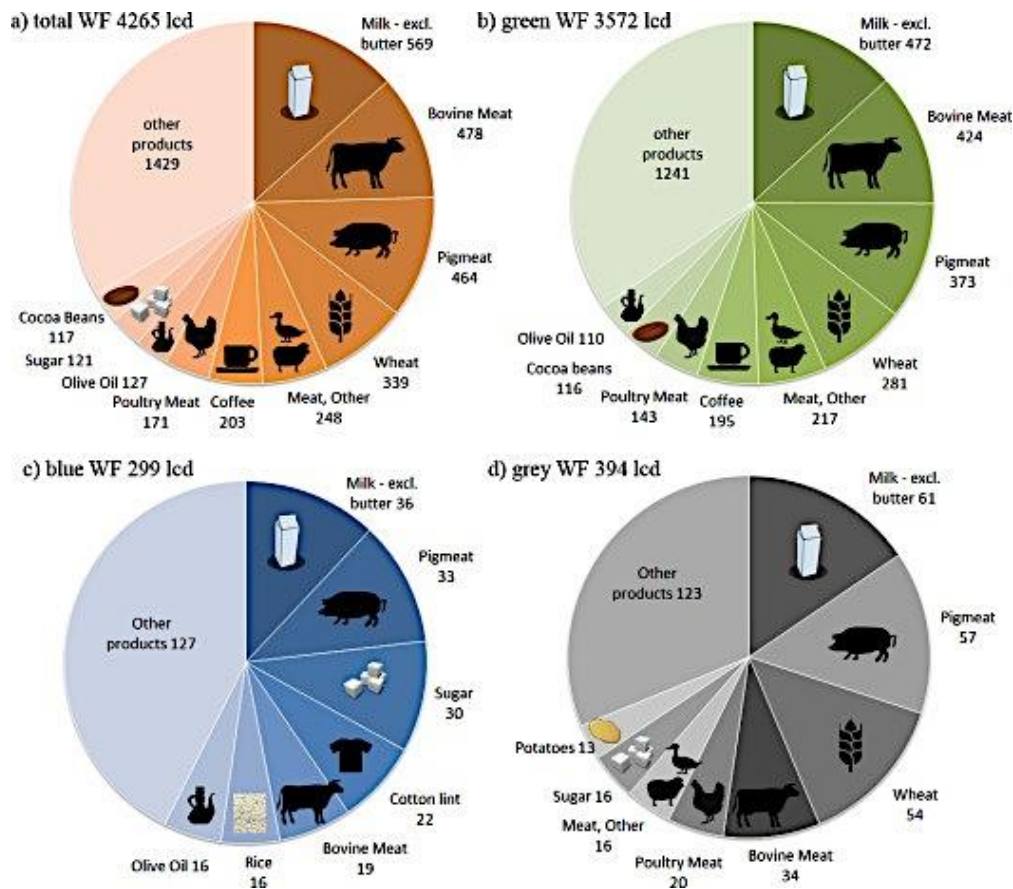 a) total WF 4265 lcd
Milk - excl.
butter 569
Bovine Meat
478
Pigmeat
464
Wheat
339
Meat, Other
248
Coffee
203
Poultry Meat
171
Olive Oil 127
Sugar 121
Cocoa Beans
117
other
products
1429
b) green WF 3572 lcd
Milk - excl.
butter 472
Bovine Meat
424
Pigmeat
373
Wheat
281
Meat, Other
217
Coffee
195
Poultry Meat
143
Cocoa beans
116
Olive Oil 110
other
products
1241
c) blue WF 299 lcd
Milk - excl.
butter 36
Pigmeat
33
Sugar
30
Cotton lint
22
Bovine Meat
19
Rice
16
Olive Oil 16
Other
products 127
d) grey WF 394 lcd
Milk - excl.
butter 61
Pigmeat
57
Wheat
54
Bovine Meat
34
Poultry Meat
20
Meat, Other
16
Sugar 16
Potatoes 13
Other
products 123